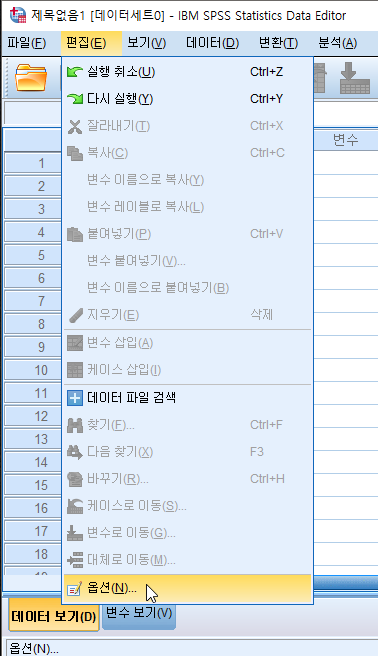 제목없음1 [데이터세트0] - IBM SPSS Statistics Data Editor
파일(F) 편집(E) 보기(V) 데이터(D) 변환(T) 분석(A)
실행 취소(U) Ctrl+Z
다시 실행(Y) Ctrl+Y
잘라내기(T) Ctrl+X
변수
복사(C) Ctrl+C
1
변수 이름으로 복사(Y)
2
변수 레이블로 복사(L)
3
붙여넣기(P) Ctrl+V
4
변수 붙여넣기(V)...
5
6
변수 이름으로 붙여넣기(B)
7
지우기(E) 삭제
8
변수 삽입(A)
9
케이스 삽입(I)
10
데이터 파일 검색
11
찾기(F)... Ctrl+F
12
다음 찾기(X) F3
13
14
바꾸기(R)... Ctrl+H
15
케이스로 이동(S)...
16
변수로 이동(G)...
17
대체로 이동(M)...
18
19
옵션(N)...
데이터 보기(D) 변수 보기(V)
옵션(N)...